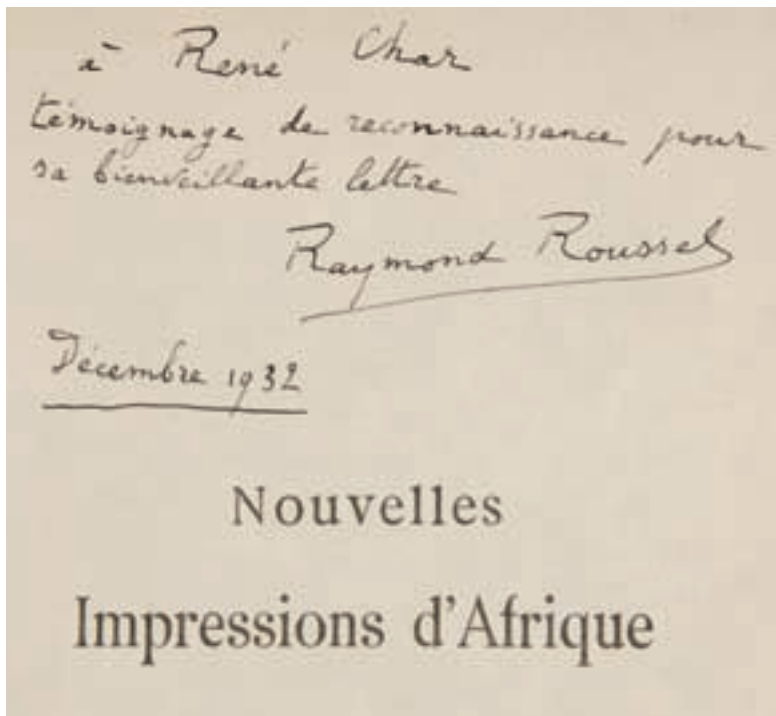 à René Char
témoignage de reconnaissance pour
sa bienveillante lettre
Raymond Roussel
Décembre 1932
Nouvelles
Impressions d'Afrique